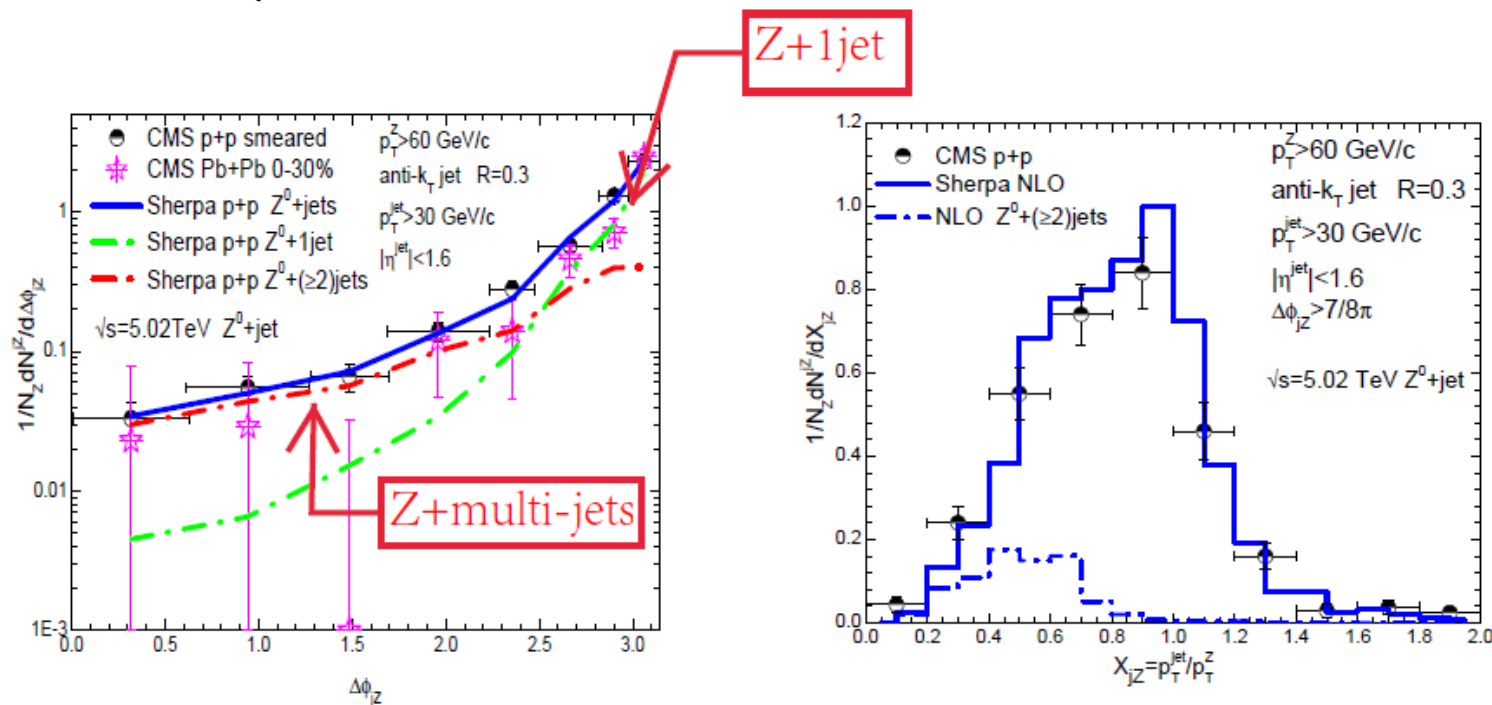 Z+1jet
CMS p+p smeared
CMS Pb+Pb 0-30%
Sherpa p+p Z⁰+jets
Sherpa p+p Z⁰+1jet
Sherpa p+p Z⁰+(≥2)jets
√s=5.02TeV Z⁰+jet
p_T^Z>60 GeV/c
anti-k_T jet R=0.3
p_T^jet>30 GeV/c
|η^jet|<1.6
Z+multi-jets
1/N_Z dN^jZ/dΔϕ_jZ
1
0.1
0.01
1E-3
0.0 0.5 1.0 1.5 2.0 2.5 3.0
Δϕ_jZ
CMS p+p
Sherpa NLO
NLO Z⁰+(≥2)jets
p_T^Z>60 GeV/c
anti-k_T jet R=0.3
p_T^jet>30 GeV/c
|η^jet|<1.6
Δϕ_jZ>7/8π
√s=5.02 TeV Z⁰+jet
1/N_Z dN^jZ/dX_jZ
1.2
1.0
0.8
0.6
0.4
0.2
0.0
0.0 0.2 0.4 0.6 0.8 1.0 1.2 1.4 1.6 1.8 2.0
X_jZ=p_T^jet/p_T^Z